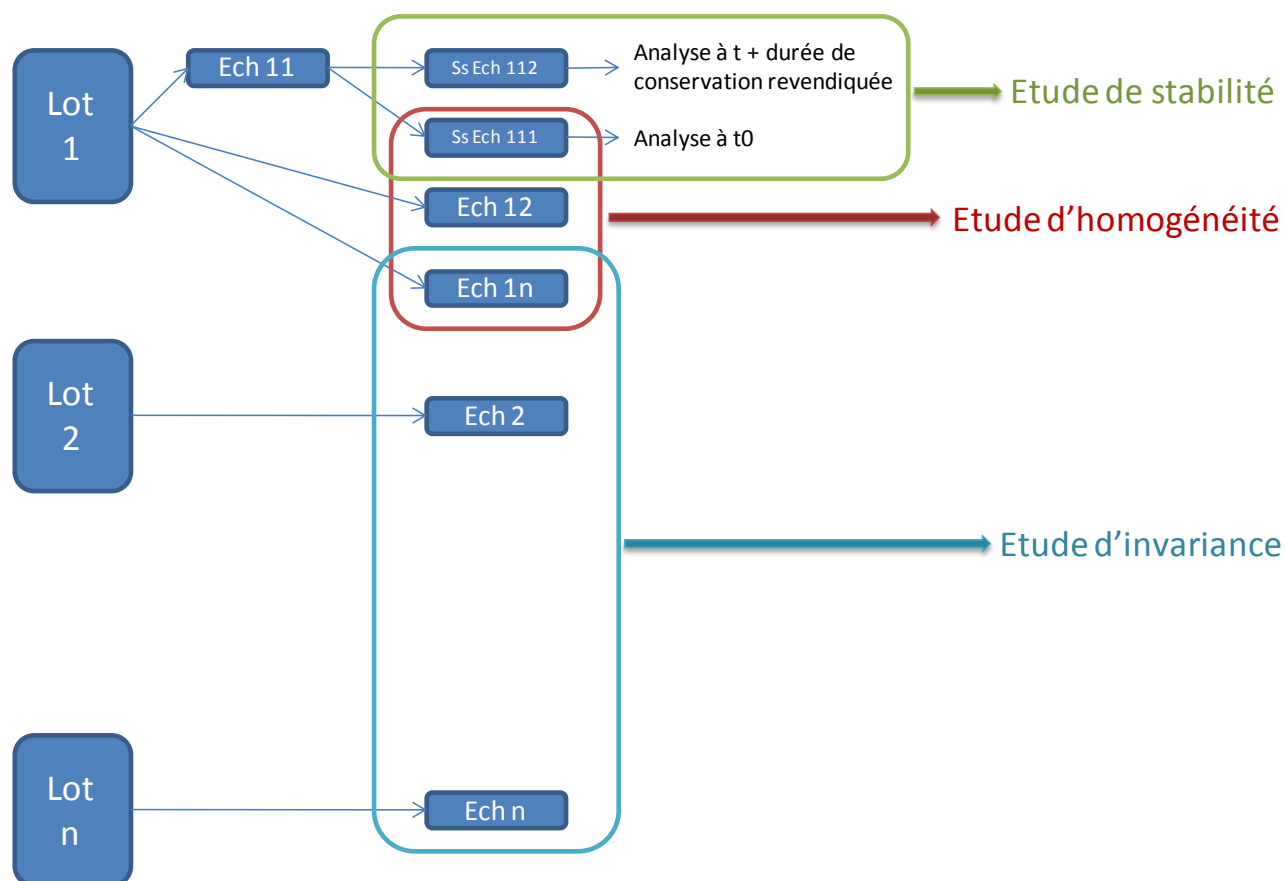 Lot
1
Ech 11
Ss Ech 112
Analyse à t + durée de
conservation revendiquée
Etude de stabilité
Ss Ech 111
Analyse à t0
Ech 12
Etude d’homogénéité
Ech 1n
Lot
2
Ech 2
Etude d’invariance
Lot
n
Ech n